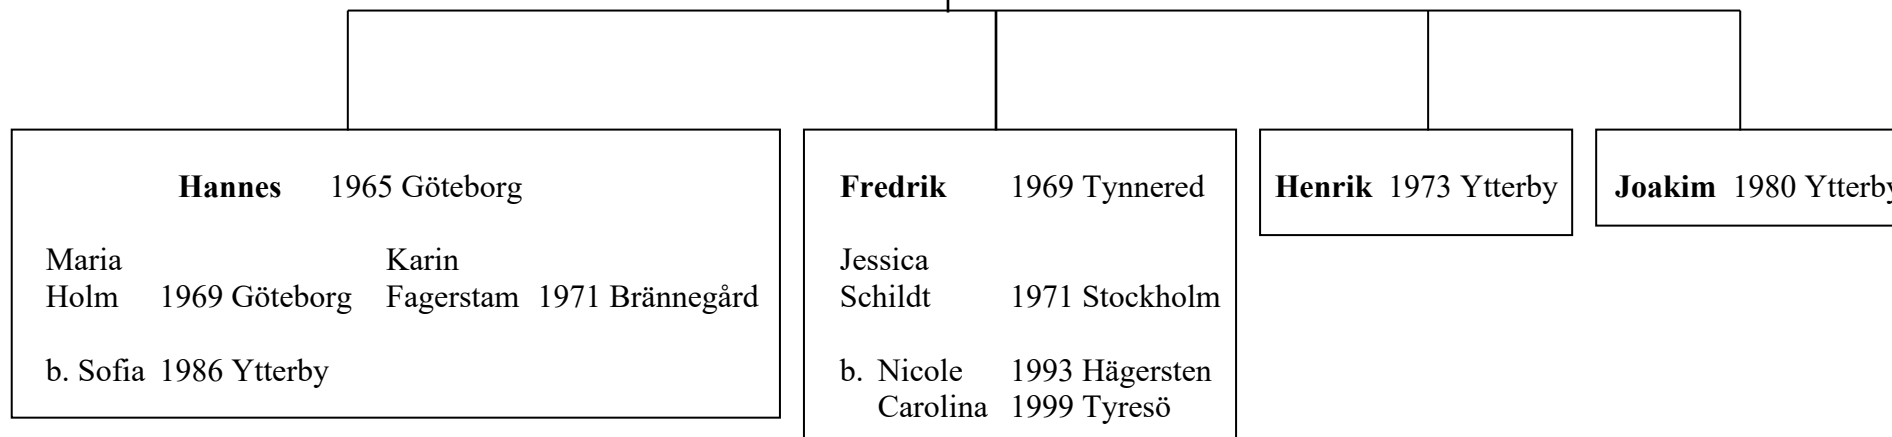 Hannes 1965 Göteborg
Maria Karin
Holm 1969 Göteborg Fagerstam 1971 Brännegård
b. Sofia 1986 Ytterby
Fredrik 1969 Tynnered
Jessica
Schildt 1971 Stockholm
b. Nicole 1993 Hägersten
Carolina 1999 Tyresö
Henrik 1973 Ytterby
Joakim 1980 Ytterby